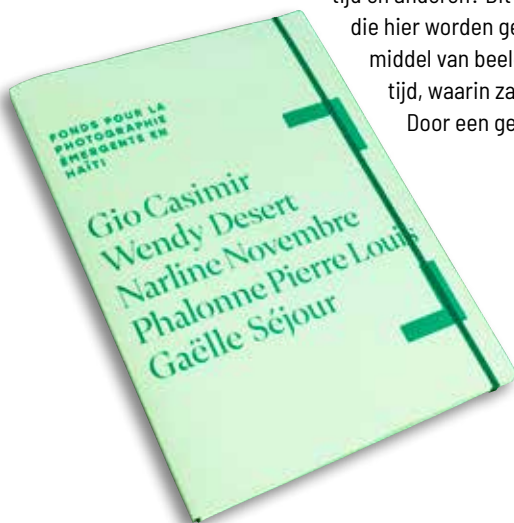 tijd en anderen? Dit
die hier worden ge
middel van beel
tijd, waarin za
Door een ge
FONDS POUR LA
PHOTOGRAPHIE
ÉMERGENTE EN
HAÏTI
Gio Casimir
Wendy Desert
Narline Novembre
Phalonne Pierre Louis
Gaëlle Séjour